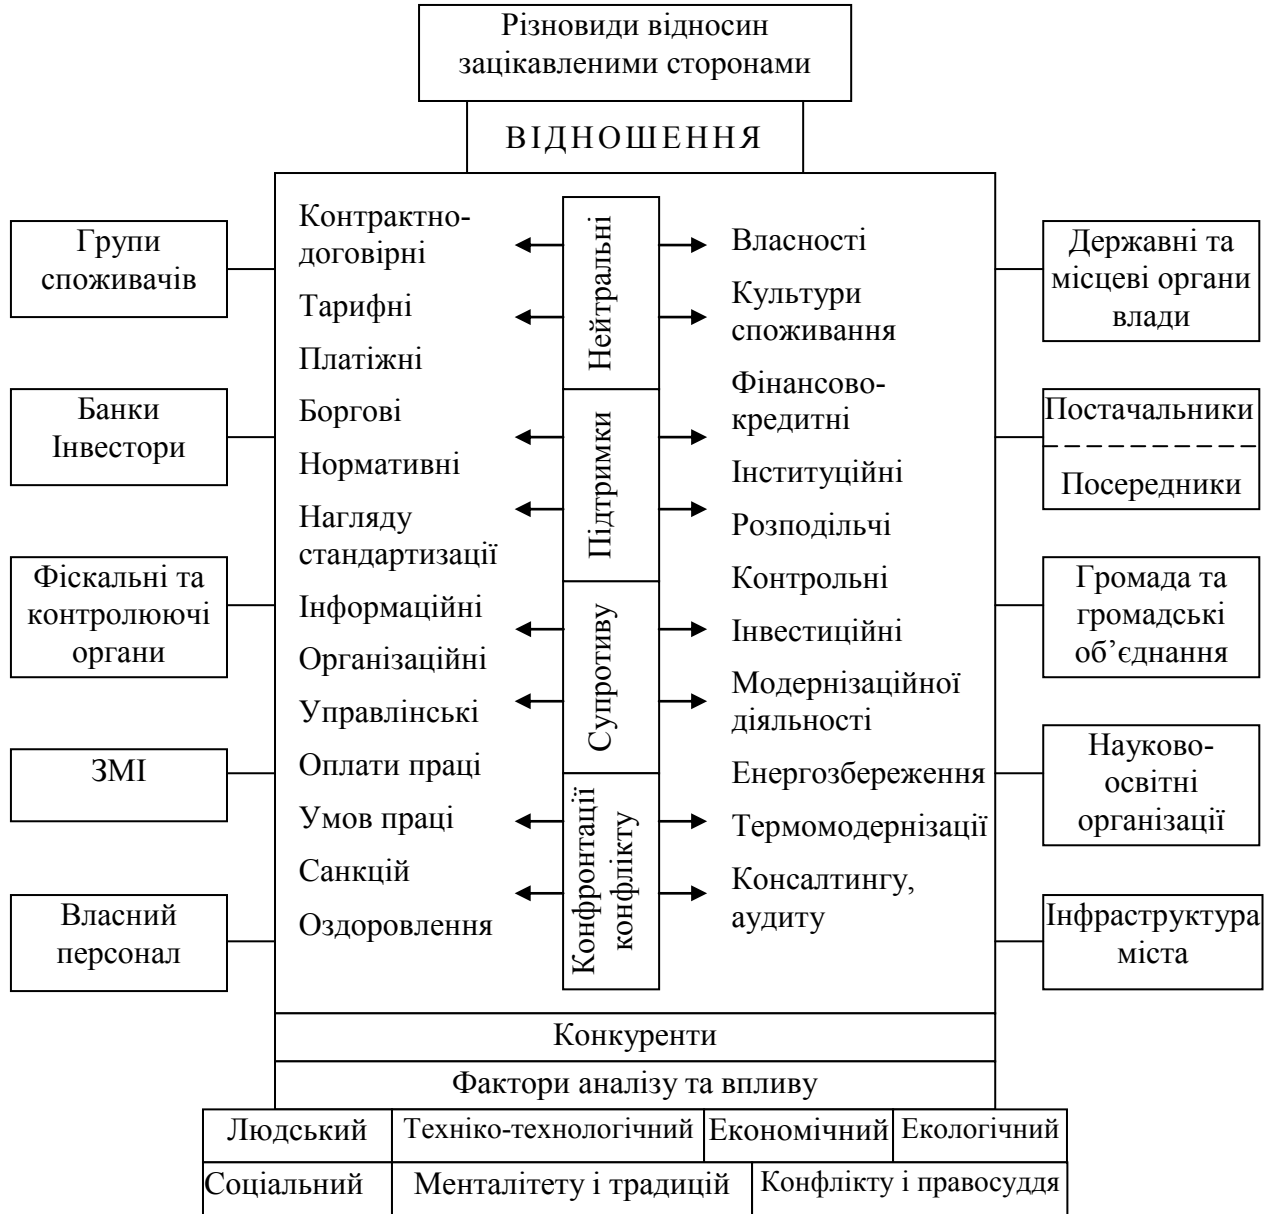 Різновиди відносин
зацікавленими сторонами
ВІДНОШЕННЯ
Групи
споживачів
Банки
Інвестори
Фіскальні та
контролюючі
органи
ЗМІ
Власний
персонал
Контрактно-
договірні
Тарифні
Платіжні
Боргові
Нормативні
Нагляду
стандартизації
Інформаційні
Організаційні
Управлінські
Оплати праці
Умов праці
Санкцій
Оздоровлення
Нейтральні
Підтримки
Супротиву
Конфронтації
конфлікту
Власності
Культури
споживання
Фінансово-
кредитні
Інституційні
Розподільчі
Контрольні
Інвестиційні
Модернізаційної
діяльності
Енергозбереження
Термомодернізації
Консалтингу,
аудиту
Державні та
місцеві органи
влади
Постачальники
Посередники
Громада та
громадські
об’єднання
Науково-
освітні
організації
Інфраструктура
міста
Конкуренти
Фактори аналізу та впливу
Людський
Техніко-технологічний
Економічний
Екологічний
Соціальний
Менталітету і традицій
Конфлікту і правосуддя